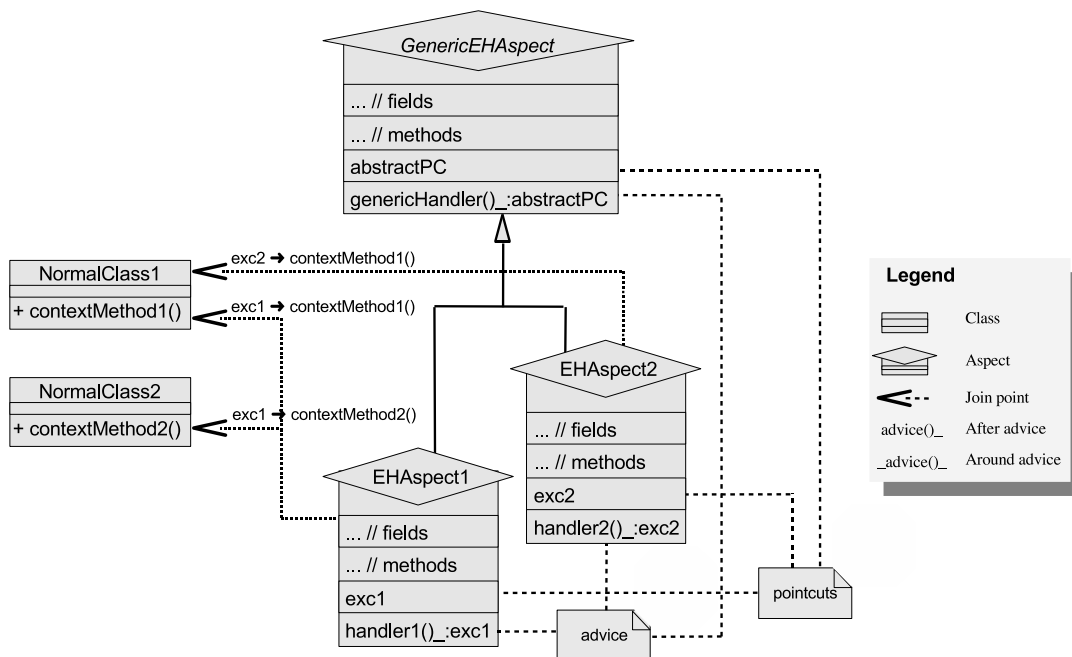 GenericEHAspect
... // fields
... // methods
abstractPC
genericHandler()_:abstractPC
exc2 → contextMethod1()
NormalClass1
+ contextMethod1()
exc1 → contextMethod1()
NormalClass2
+ contextMethod2()
exc1 → contextMethod2()
EHAspect2
... // fields
... // methods
exc2
handler2()_:exc2
EHAspect1
... // fields
... // methods
exc1
handler1()_:exc1
advice
pointcuts
Legend
Class
Aspect
Join point
advice()_ After advice
_advice()_ Around advice